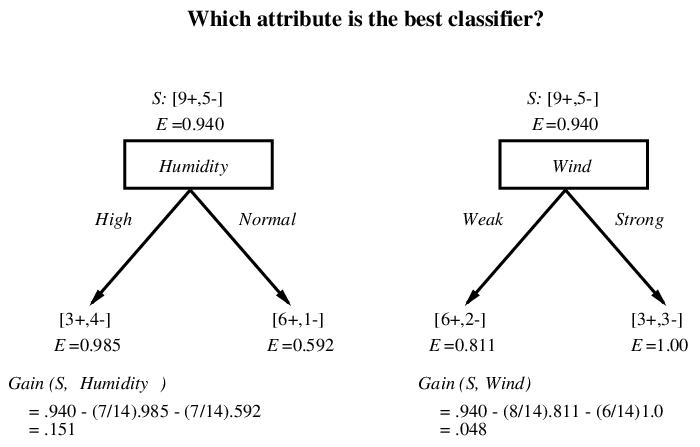 Which attribute is the best classifier?
S: [9+,5-]
E =0.940
Humidity
High
Normal
[3+,4-]
E =0.985
[6+,1-]
E =0.592
Gain (S, Humidity )
= .940 - (7/14).985 - (7/14).592
= .151
S: [9+,5-]
E =0.940
Wind
Weak
Strong
[6+,2-]
E =0.811
[3+,3-]
E =1.00
Gain (S, Wind)
= .940 - (8/14).811 - (6/14)1.0
= .048